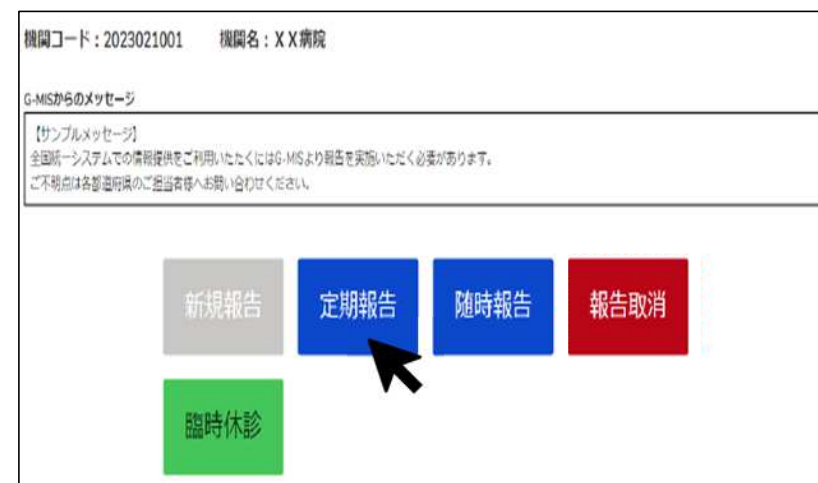 機関コード：2023021001　　機関名：ＸＸ病院
G-MISからのメッセージ
【サンプルメッセージ】
全国統一システムでの情報提供をご利用いたたくにはG-MISより報告を実施いただく必要があります。
ご不明点は各都道府県のご担当者様へお問い合わせください。
新規報告　定期報告　随時報告　報告取消
臨時休診